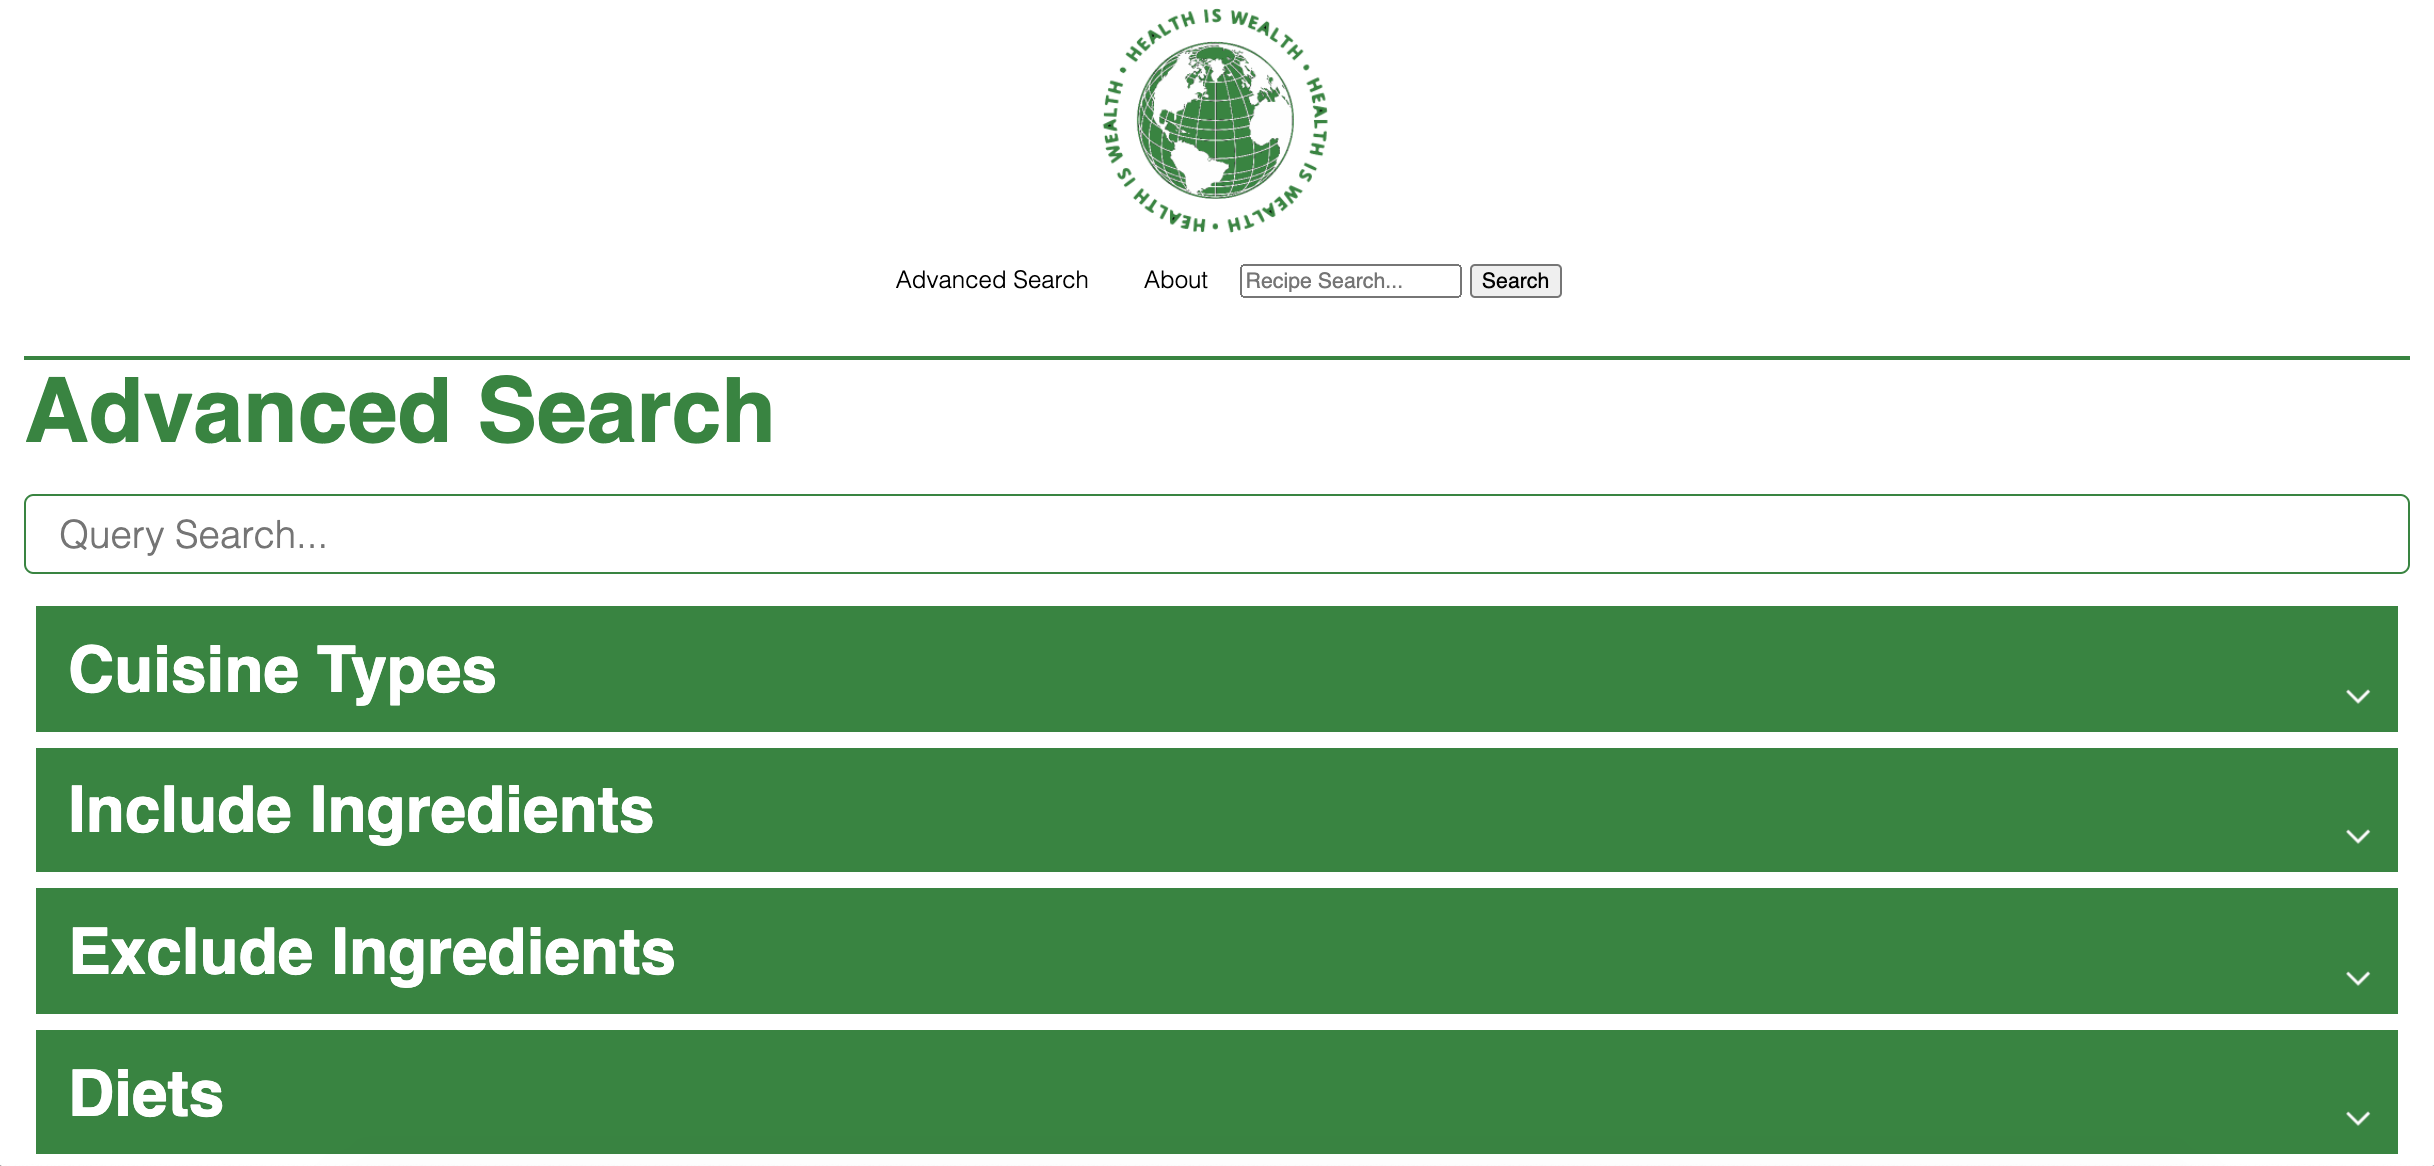 HEALTH IS WEALTH • HEALTH IS WEALTH • HEALTH IS WEALTH •
Advanced Search About Recipe Search... Search
Advanced Search
Query Search...
Cuisine Types
Include Ingredients
Exclude Ingredients
Diets